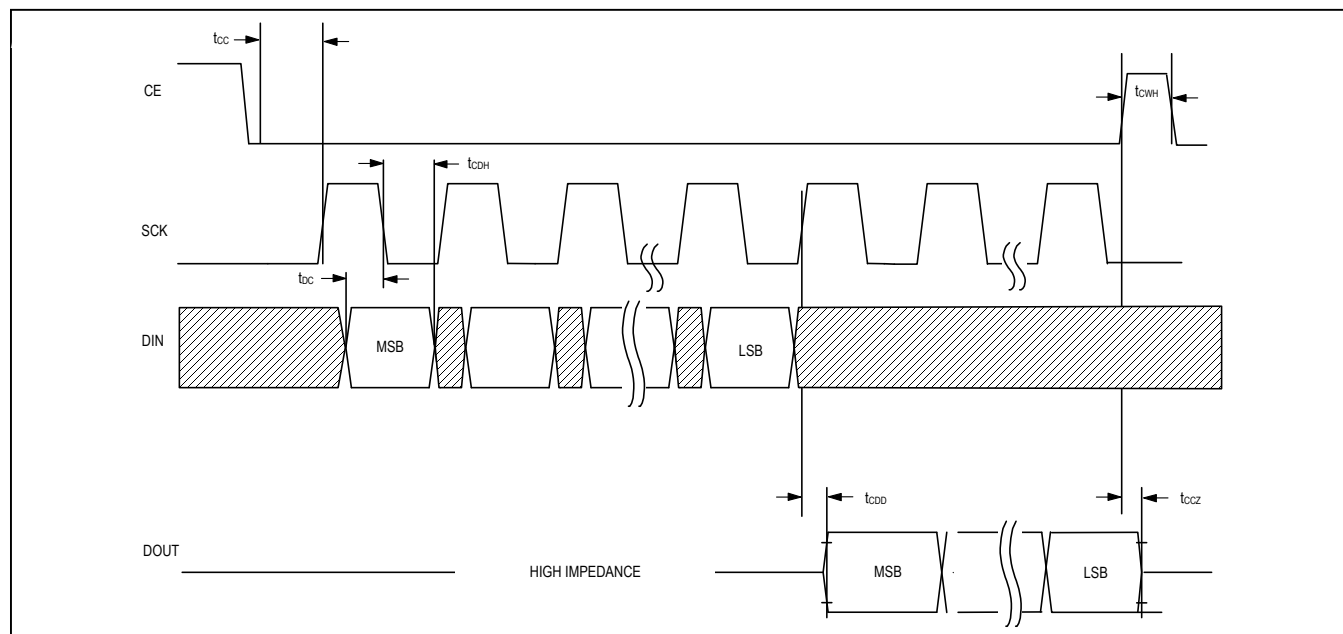 tCC
CE
tCWH
tCDH
SCK
tDC
DIN
MSB
LSB
tCDD
tCCZ
DOUT
HIGH IMPEDANCE
MSB
LSB